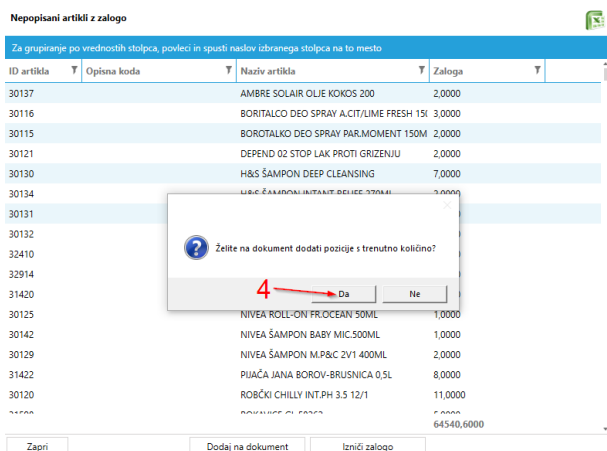 Nepopisani artikli z zalogo
Za grupiranje po vrednostih stolpca, povleci in spusti naslov izbranega stolpca na to mesto
ID artikla Opisna koda Naziv artikla Zaloga
30137 AMBRE SOLAIR OLJE KOKOS 200 2,0000
30116 BORITALCO DEO SPRAY A.CIT/LIME FRESH 15( 3,0000
30115 BOROTALKO DEO SPRAY PAR.MOMENT 150M 2,0000
30121 DEPEND 02 STOP LAK PROTI GRIZENJU 2,0000
30130 H&S ŠAMPON DEEP CLEANSING 7,0000
30134 H&S ŠAMPON INTANT RELIEF 270ML 2,0000
30131
30132
Želite na dokument dodati pozicije s trenutno količino?
32410
32914
31420
4 Da Ne
30125 NIVEA ROLL-ON FR.OCEAN 50ML 1,0000
30142 NIVEA ŠAMPON BABY MIC.500ML 1,0000
30129 NIVEA ŠAMPON M.P&C 2V1 400ML 2,0000
31422 PIJAČA JANA BOROV-BRUSNICA 0,5L 8,0000
30120 ROBČKI CHILLY INT.PH 3.5 12/1 11,0000
64540,6000
Zapri Dodaj na dokument Izniči zalogo